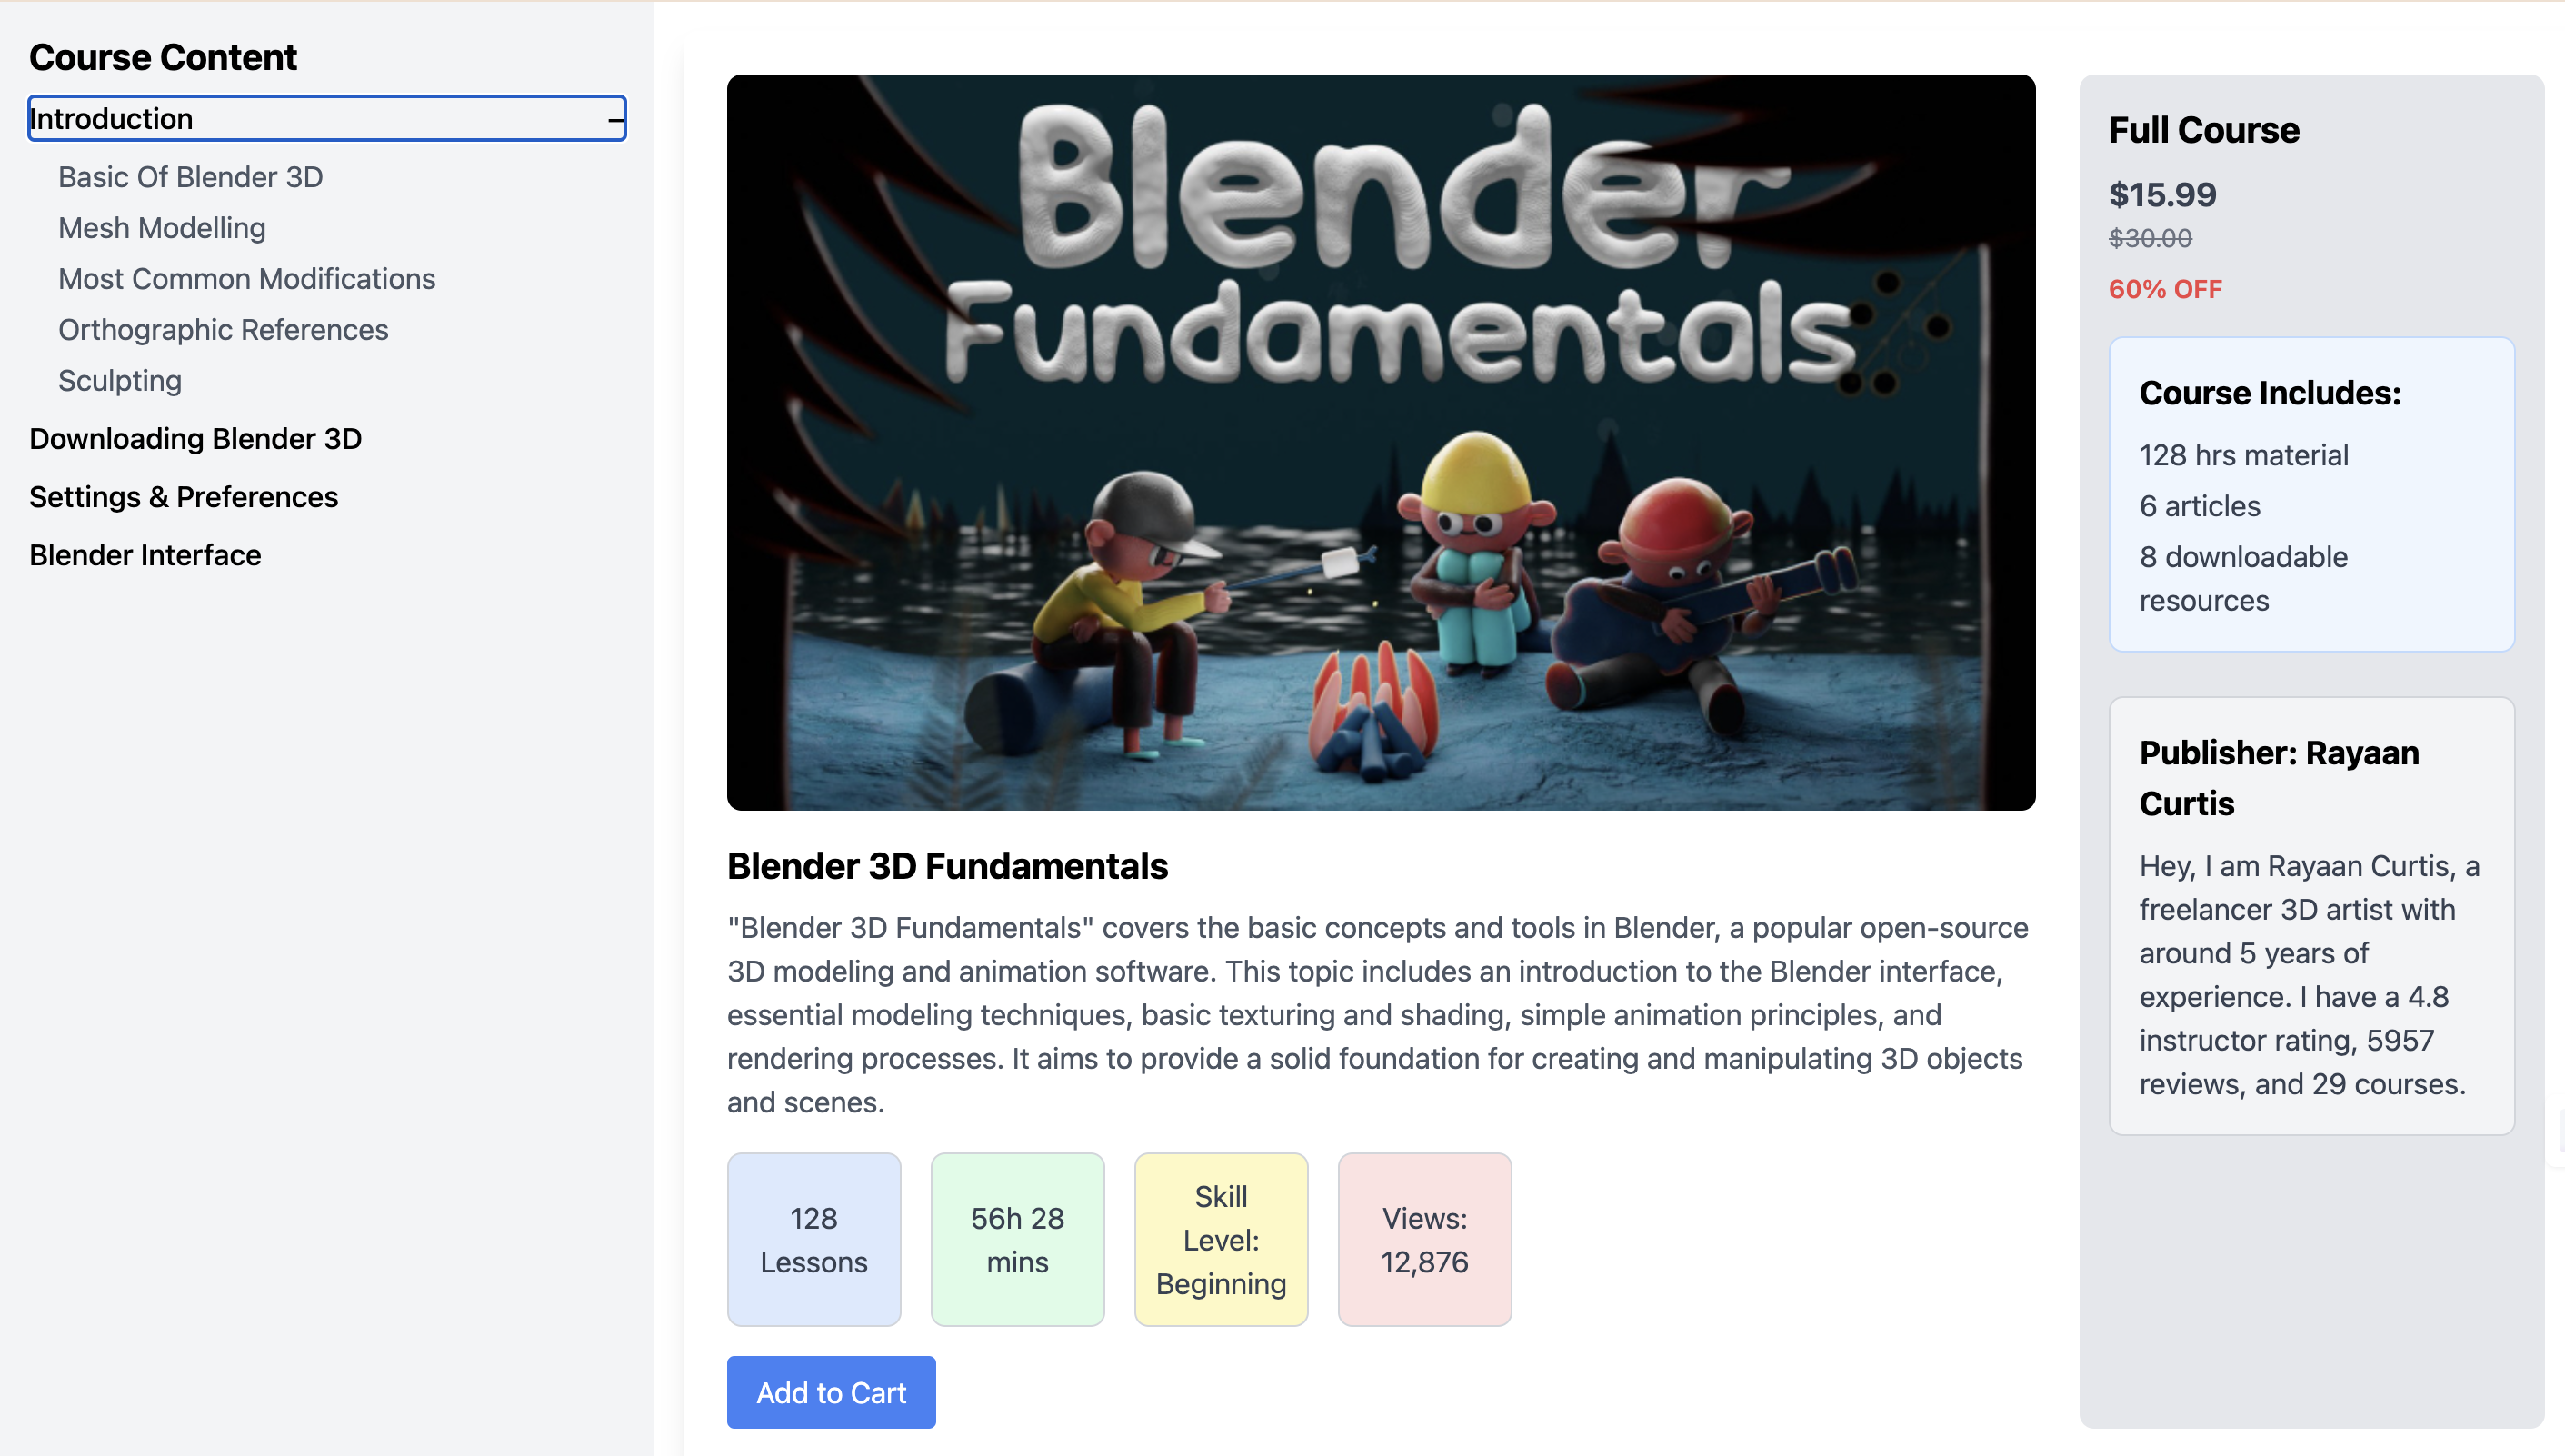 Course Content
Introduction –
Basic Of Blender 3D
Mesh Modelling
Most Common Modifications
Orthographic References
Sculpting
Downloading Blender 3D
Settings & Preferences
Blender Interface
Blender
Fundamentals
Blender 3D Fundamentals
"Blender 3D Fundamentals" covers the basic concepts and tools in Blender, a popular open-source
3D modeling and animation software. This topic includes an introduction to the Blender interface,
essential modeling techniques, basic texturing and shading, simple animation principles, and
rendering processes. It aims to provide a solid foundation for creating and manipulating 3D objects
and scenes.
128
Lessons
56h 28
mins
Skill
Level:
Beginning
Views:
12,876
Add to Cart
Full Course
$15.99
$30.00
60% OFF
Course Includes:
128 hrs material
6 articles
8 downloadable
resources
Publisher: Rayaan
Curtis
Hey, I am Rayaan Curtis, a
freelancer 3D artist with
around 5 years of
experience. I have a 4.8
instructor rating, 5957
reviews, and 29 courses.